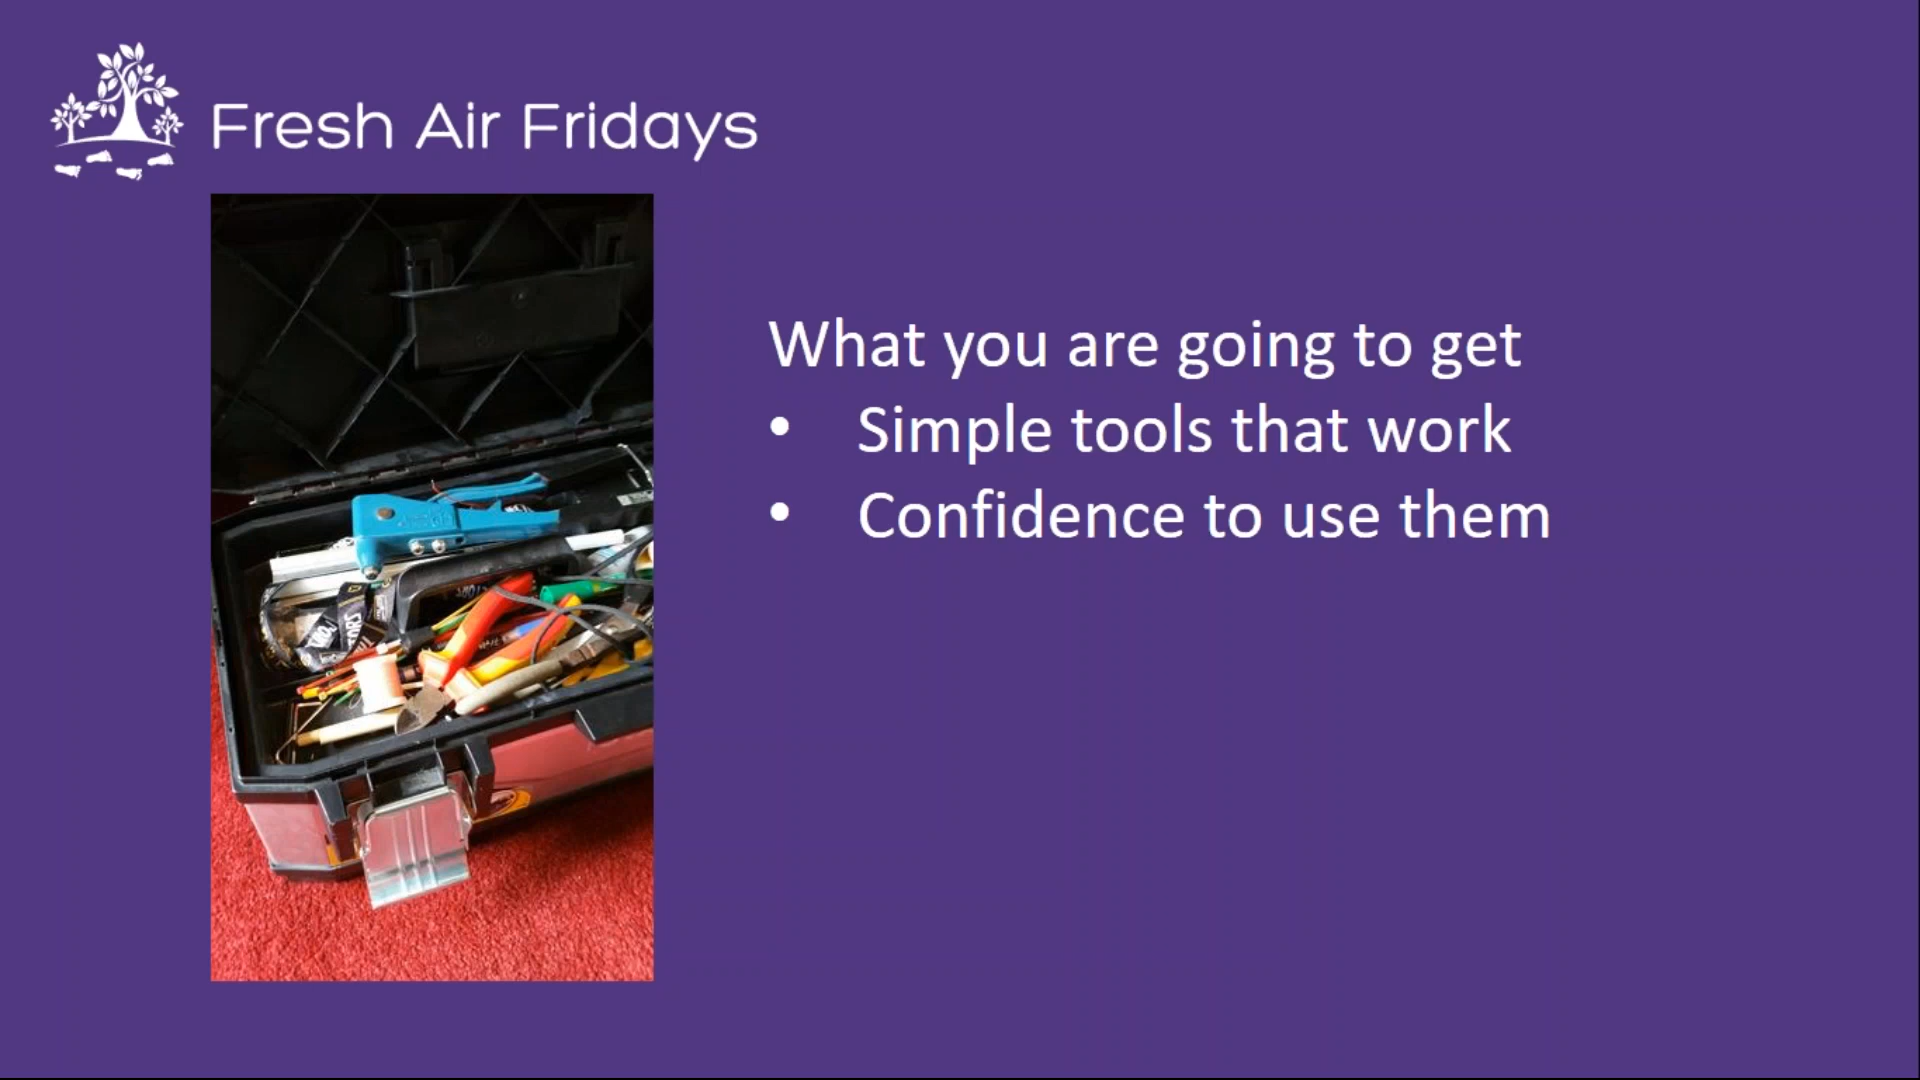 Fresh Air Fridays
What you are going to get
• Simple tools that work
• Confidence to use them